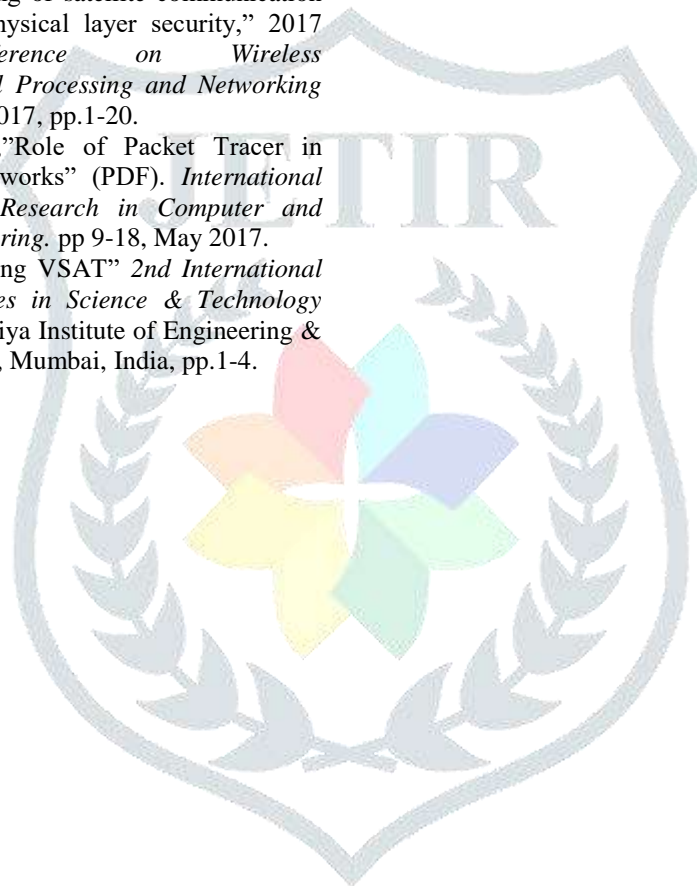 ng of satellite communication
hysical layer security,” 2017
ference on Wireless
l Processing and Networking
017, pp.1-20.
,”Role of Packet Tracer in
works” (PDF). International
Research in Computer and
ring. pp 9-18, May 2017.
ng VSAT” 2nd International
es in Science & Technology
iya Institute of Engineering &
, Mumbai, India, pp.1-4.
JETIR